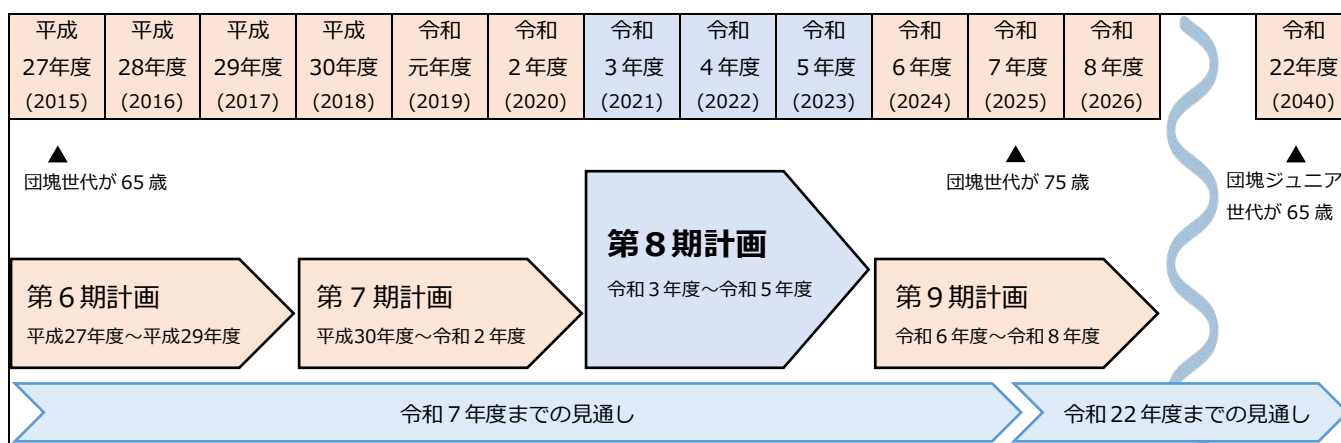 平成 平成 平成 平成 令和 令和 令和 令和 令和 令和 令和 令和 令和
27年度 28年度 29年度 30年度 元年度 2年度 3年度 4年度 5年度 6年度 7年度 8年度 22年度
(2015) (2016) (2017) (2018) (2019) (2020) (2021) (2022) (2023) (2024) (2025) (2026) (2040)
▲ ▲ ▲
団塊世代が 65 歳 団塊世代が 75 歳 団塊ジュニア
世代が 65 歳
第6期計画
平成27年度~平成29年度
第7期計画
平成30年度~令和2年度
第8期計画
令和3年度~令和5年度
第9期計画
令和6年度~令和8年度
令和7年度までの見通し
令和22年度までの見通し